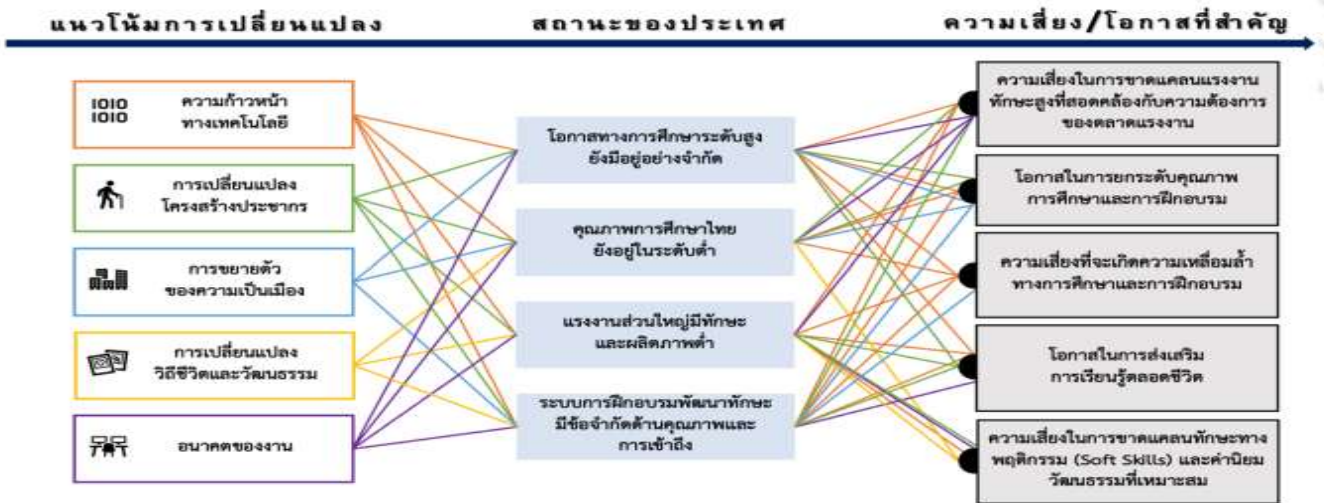 แนวโน้มการเปลี่ยนแปลง
สถานะของประเทศ
ความเสี่ยง/โอกาสที่สำคัญ
1010
1010
ความก้าวหน้า
ทางเทคโนโลยี
การเปลี่ยนแปลง
โครงสร้างประชากร
การขยายตัว
ของความเป็นเมือง
การเปลี่ยนแปลง
วิถีชีวิตและวัฒนธรรม
อนาคตของงาน
โอกาสทางการศึกษาระดับสูง
ยังมีอยู่อย่างจำกัด
คุณภาพการศึกษาไทย
ยังอยู่ในระดับต่ำ
แรงงานส่วนใหญ่มีทักษะ
และผลิตภาพต่ำ
ระบบการฝึกอบรมพัฒนาทักษะ
มีข้อจำกัดด้านคุณภาพและ
การเข้าถึง
ความเสี่ยงในการขาดแคลนแรงงาน
ทักษะสูงที่สอดคล้องกับความต้องการ
ของตลาดแรงงาน
โอกาสในการยกระดับคุณภาพ
การศึกษาและการฝึกอบรม
ความเสี่ยงที่จะเกิดความเหลื่อมล้ำ
ทางการศึกษาและการฝึกอบรม
โอกาสในการส่งเสริม
การเรียนรู้ตลอดชีวิต
ความเสี่ยงในการขาดแคลนทักษะทาง
พฤติกรรม (Soft Skills) และค่านิยม
วัฒนธรรมที่เหมาะสม